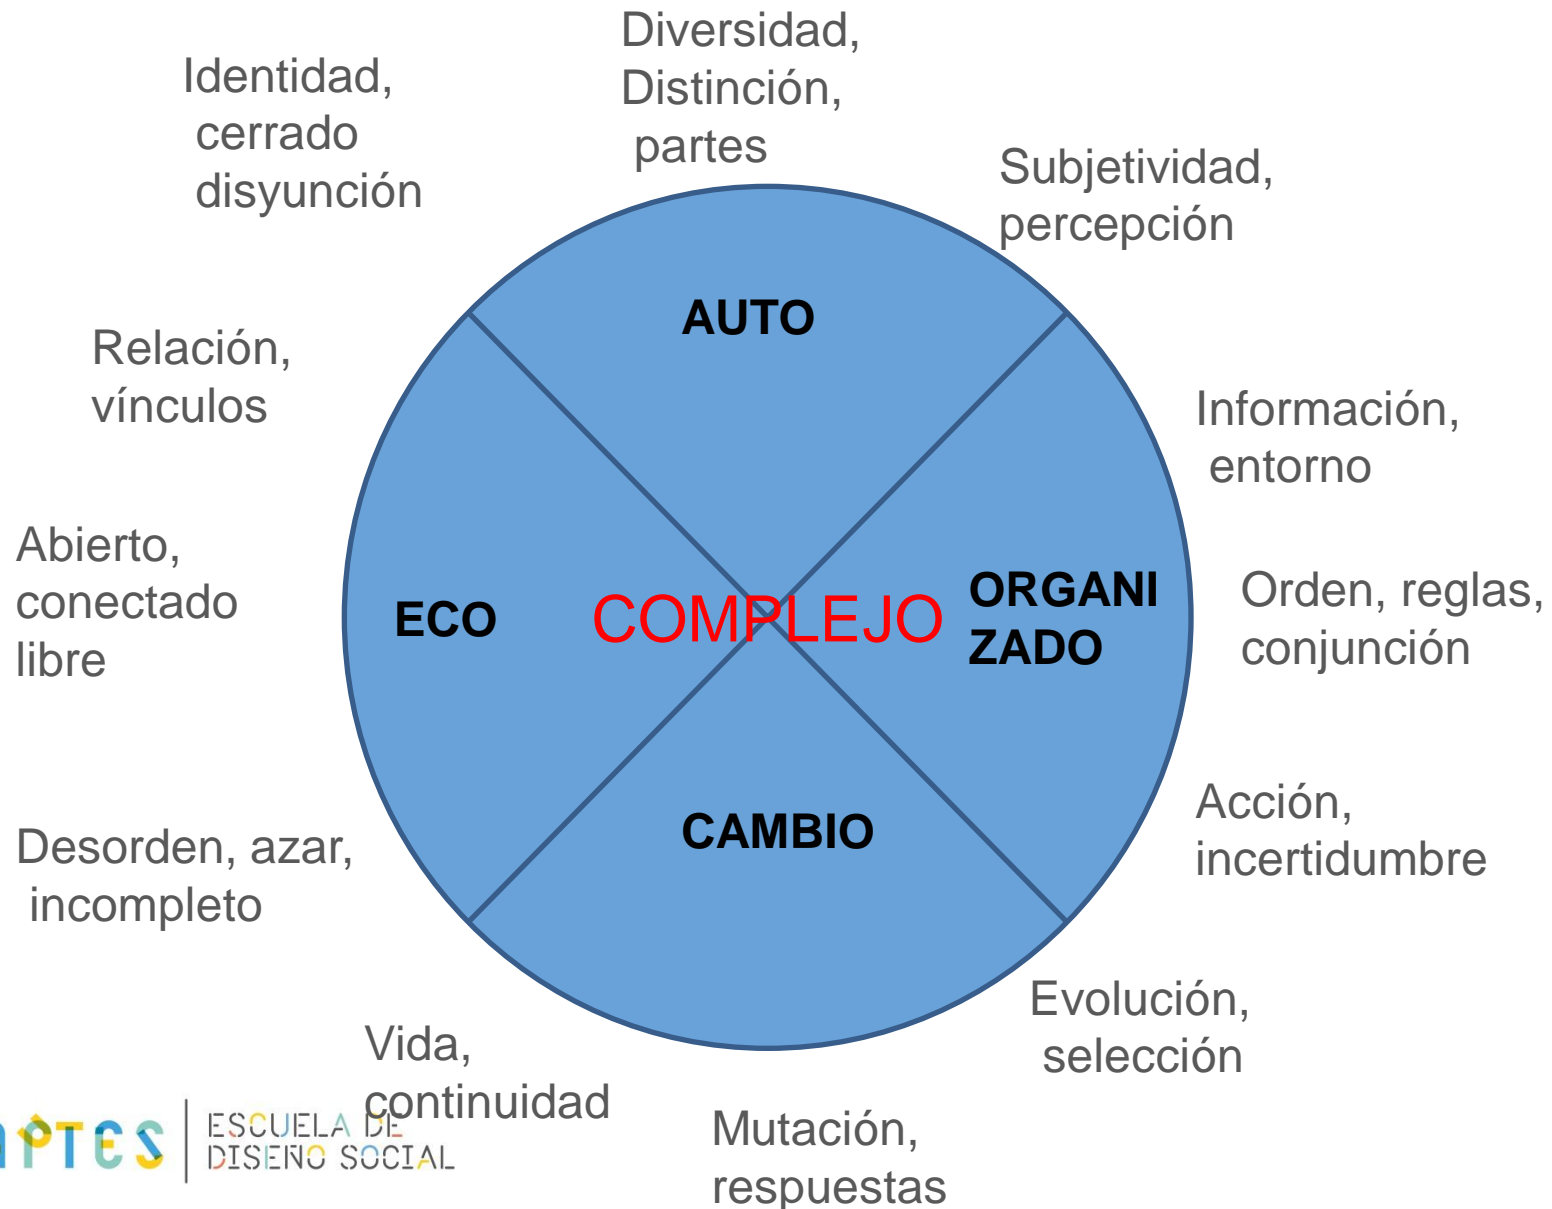 Diversidad,
Distinción,
partes
Identidad,
cerrado
disyunción
Subjetividad,
percepción
AUTO
Relación,
vínculos
Información,
entorno
Abierto,
conectado
libre
ECO
COMPLEJO
ORGANI
ZADO
Orden, reglas,
conjunción
CAMBIO
Acción,
incertidumbre
Desorden, azar,
incompleto
Evolución,
selección
Vida,
continuidad
Mutación,
respuestas
ESCUELA DE
DISEÑO SOCIAL